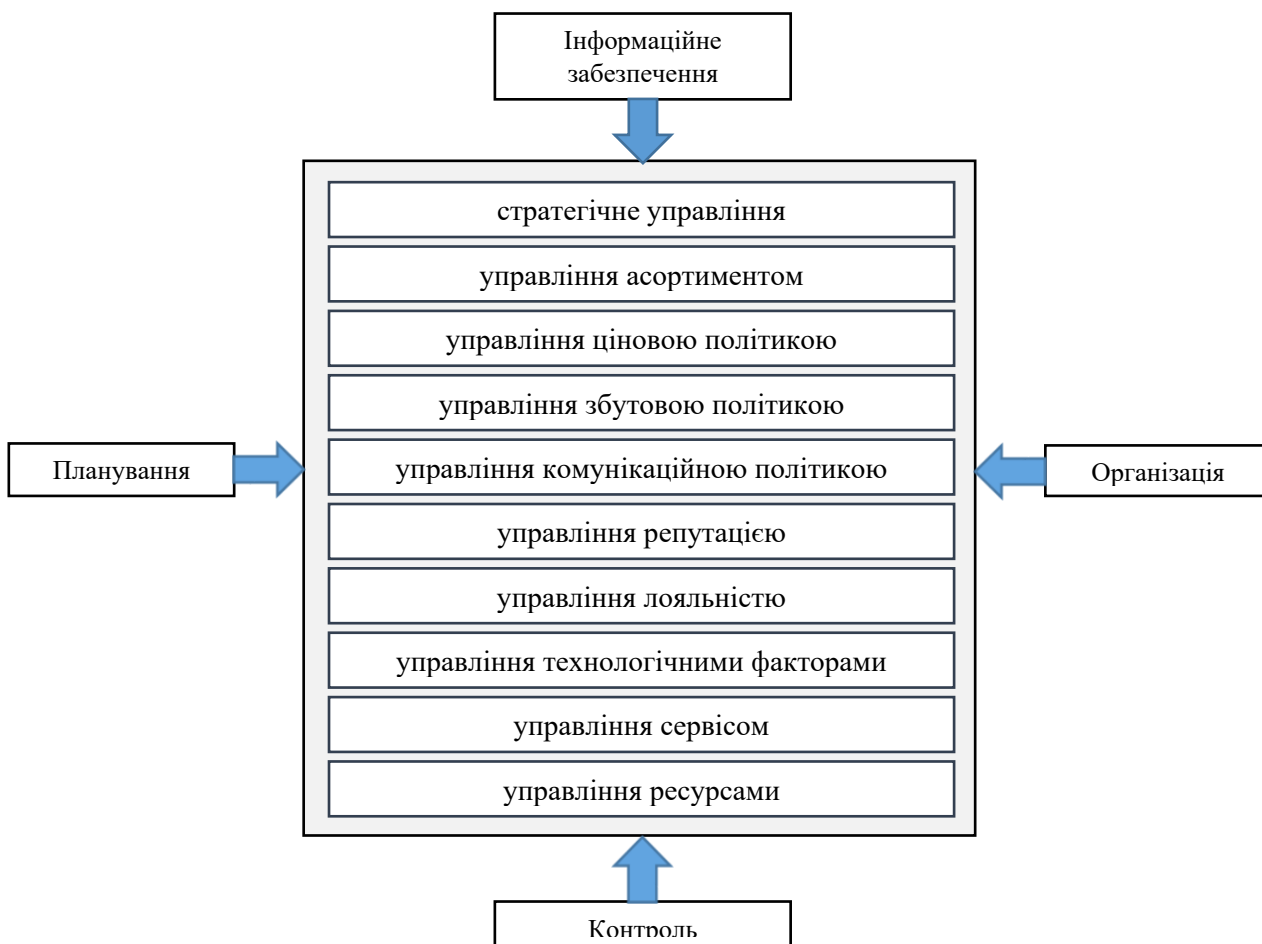 Інформаційне
забезпечення
стратегічне управління
управління асортиментом
управління ціновою політикою
управління збутовою політикою
Планування
управління комунікаційною політикою
Організація
управління репутацією
управління лояльністю
управління технологічними факторами
управління сервісом
управління ресурсами
Контроль